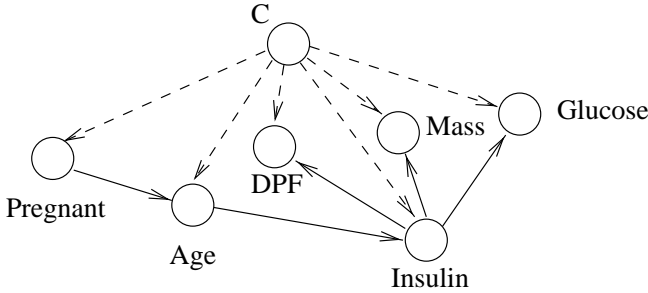 C
Glucose
Mass
DPF
Pregnant
Age
Insulin